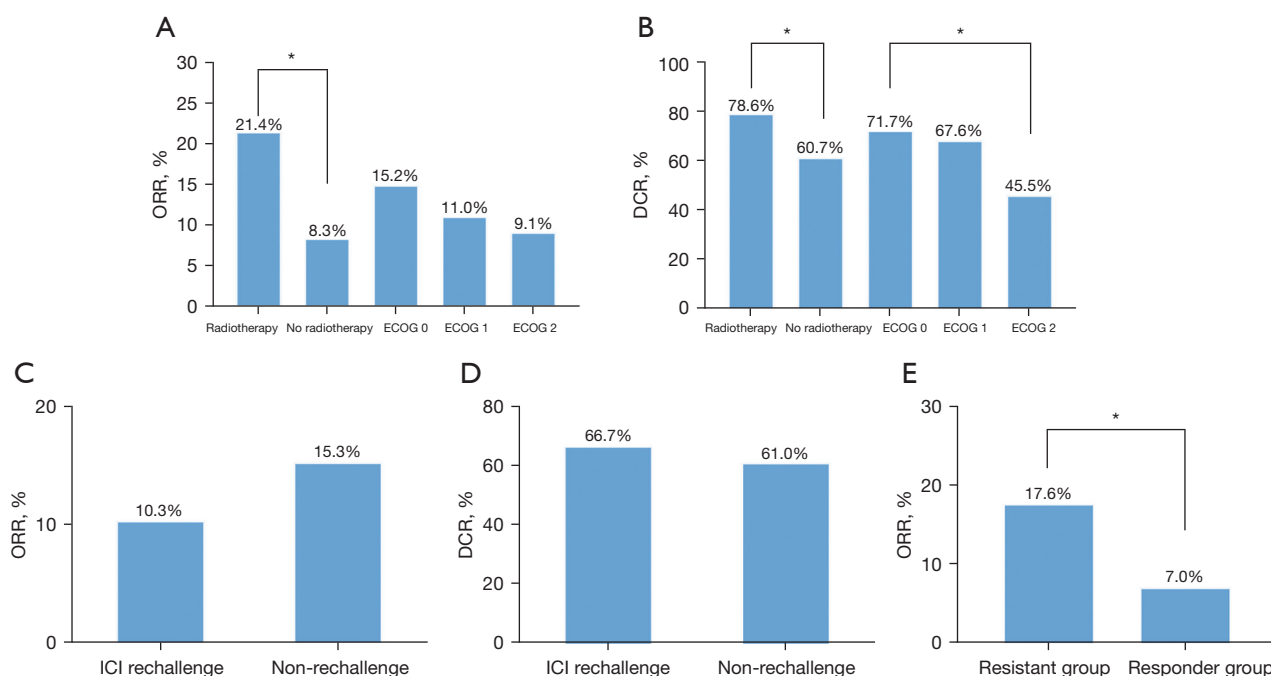 A
*
30
25
20
15
10
5
0
ORR, %
21.4%
8.3%
15.2%
11.0%
9.1%
Radiotherapy No radiotherapy ECOG 0 ECOG 1 ECOG 2
B
* *
100
80
60
40
20
0
DCR, %
78.6%
60.7%
71.7%
67.6%
45.5%
Radiotherapy No radiotherapy ECOG 0 ECOG 1 ECOG 2
C
20
10
0
ORR, %
10.3%
15.3%
ICI rechallenge Non-rechallenge
D
80
60
40
20
0
DCR, %
66.7%
61.0%
ICI rechallenge Non-rechallenge
E
*
30
20
10
0
ORR, %
17.6%
7.0%
Resistant group Responder group